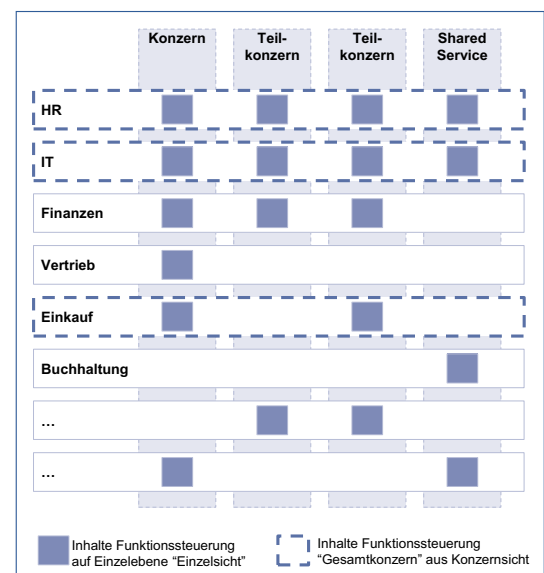 Konzern
Teil-
konzern
Teil-
konzern
Shared
Service
HR
IT
Finanzen
Vertrieb
Einkauf
Buchhaltung
...
...
Inhalte Funktionssteuerung
auf Einzelebene “Einzelsicht”
Inhalte Funktionssteuerung
“Gesamtkonzern” aus Konzernsicht